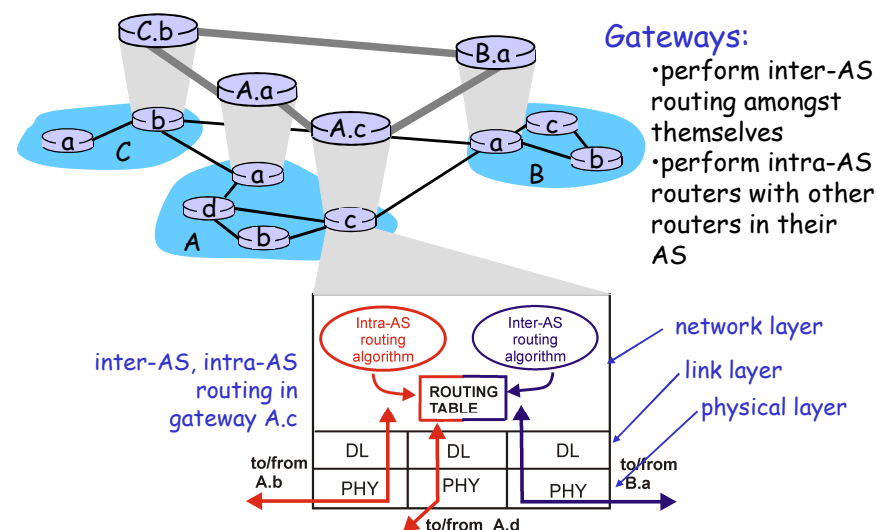 C.b
B.a
A.a
A.c
Gateways:
•perform inter-AS
routing amongst
themselves
•perform intra-AS
routers with other
routers in their
AS
a
b
C
a
c
b
B
a
d
b
c
A
inter-AS, intra-AS
routing in
gateway A.c
Intra-AS
routing
algorithm
Inter-AS
routing
algorithm
ROUTING
TABLE
DL
DL
DL
PHY
PHY
PHY
to/from
A.b
to/from A.d
to/from
B.a
network layer
link layer
physical layer